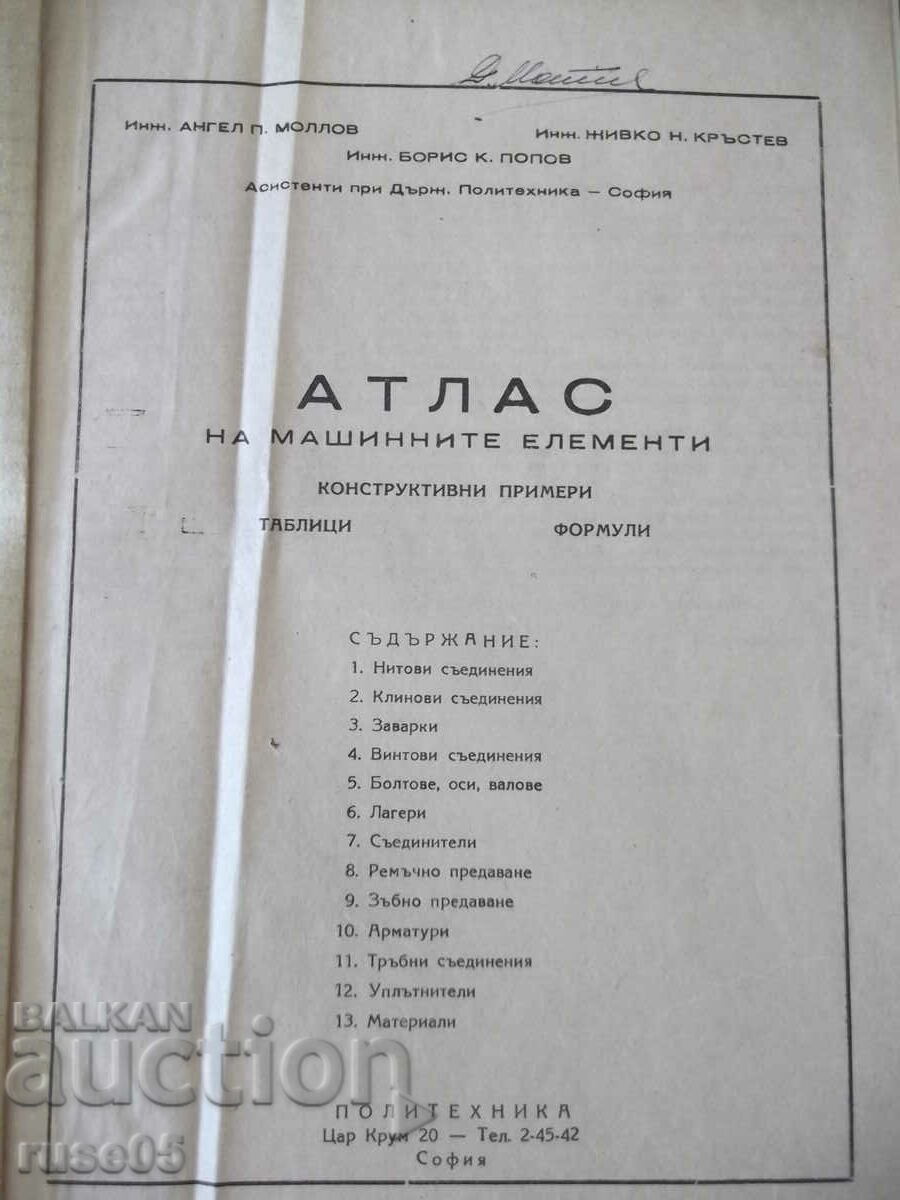 Инж. АНГЕЛ П. МОЛЛОВ Инж. ЖИВКО Н. КРЪСТЕВ
Инж. БОРИС К. ПОПОВ
Асистенти при Държ. Политехника — София
АТЛАС
НА МАШИННИТЕ ЕЛЕМЕНТИ
КОНСТРУКТИВНИ ПРИМЕРИ
ТАБЛИЦИ ФОРМУЛИ
СЪДЪРЖАНИЕ:
1. Нитови съединения
2. Клинови съединения
3. Заварки
4. Винтови съединения
5. Болтове, оси, валове
6. Лагери
7. Съединители
8. Ремъчно предаване
9. Зъбно предаване
10. Арматури
11. Тръбни съединения
12. Уплътнители
13. Материали
ПОЛИТЕХНИКА
Цар Крум 20 — Тел. 2-45-42
София
BALKAN
auction
ruse05